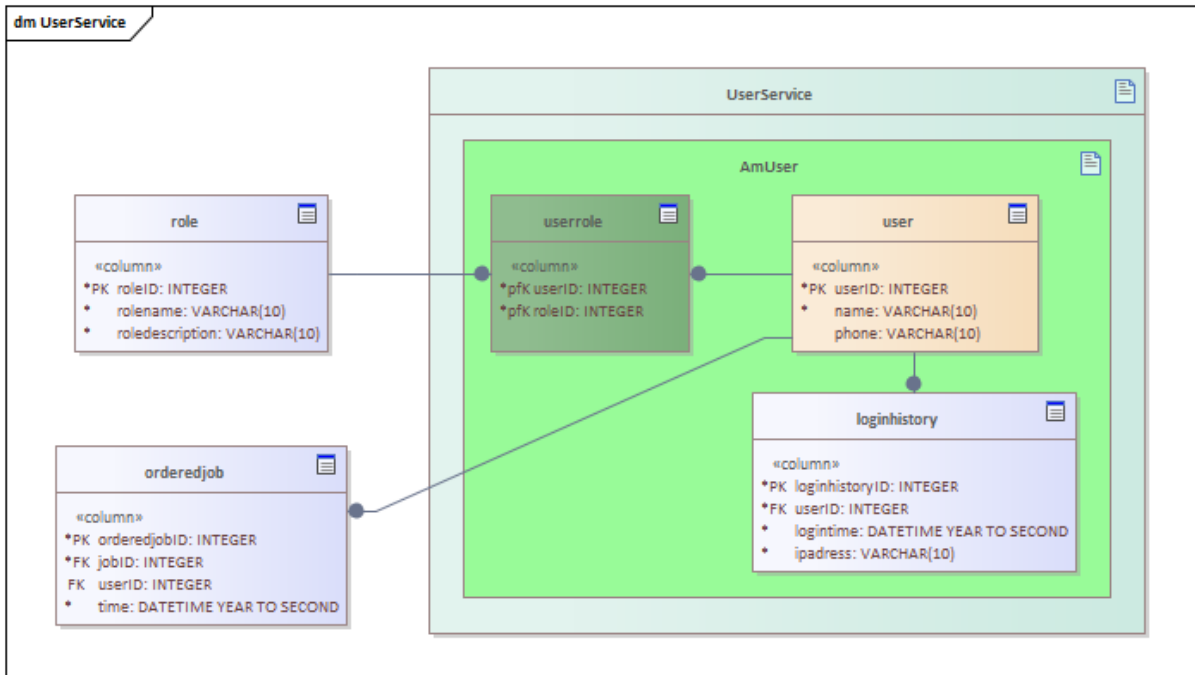 dm UserService
UserService
AmUser
role
«column»
*PK roleID: INTEGER
* rolename: VARCHAR(10)
* roledescription: VARCHAR(10)
userrole
«column»
*pfK userID: INTEGER
*pfK roleID: INTEGER
user
«column»
*PK userID: INTEGER
* name: VARCHAR(10)
phone: VARCHAR(10)
orderedjob
«column»
*PK orderedjobID: INTEGER
*FK jobID: INTEGER
FK userID: INTEGER
* time: DATETIME YEAR TO SECOND
loginhistory
«column»
*PK loginhistoryID: INTEGER
*FK userID: INTEGER
* logintime: DATETIME YEAR TO SECOND
* ipadress: VARCHAR(10)